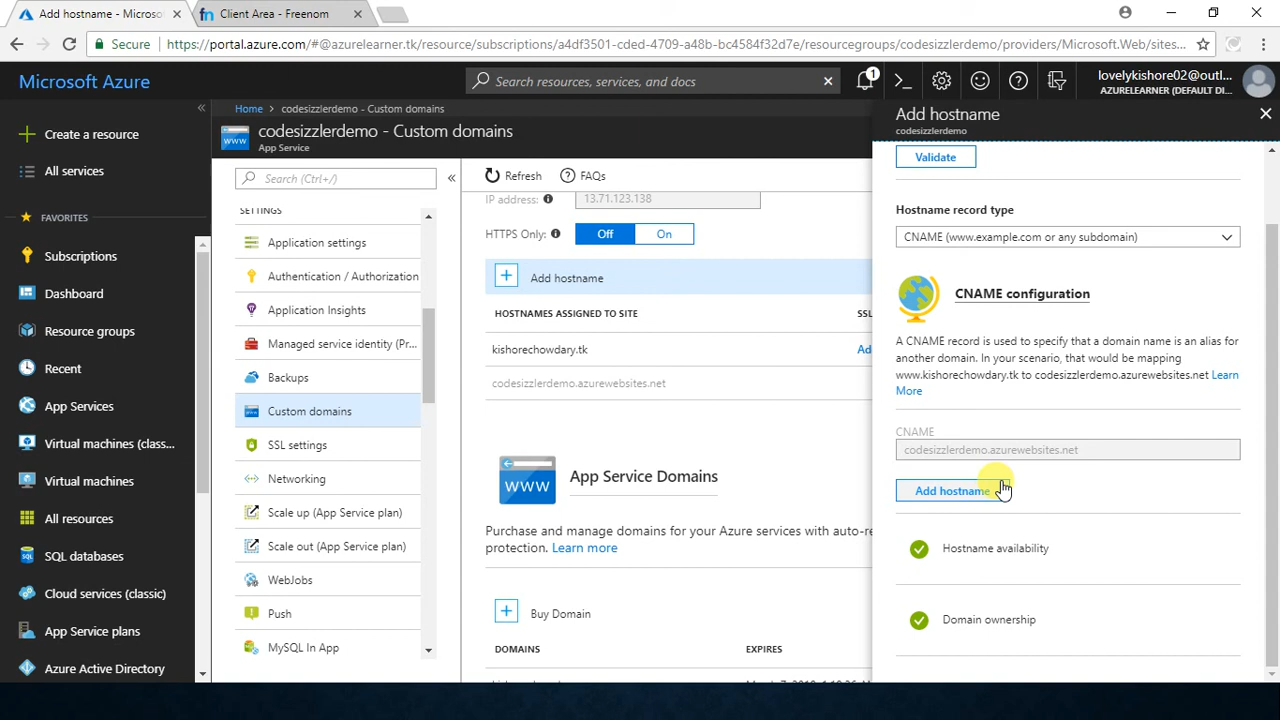 Add hostname - Microso
Client Area - Freenom
Secure
https://portal.azure.com/#@azurelearner.tk/resource/subscriptions/a4df3501-cded-4709-a48b-bc4584f32d7e/resourcegroups/codesizzlerdemo/providers/Microsoft.Web/sites...
Microsoft Azure
Search resources, services, and docs
1
lovelykishore02@outl...
AZURELEARNER (DEFAULT DI...
Create a resource
All services
FAVORITES
Subscriptions
Dashboard
Resource groups
Recent
App Services
Virtual machines (classi...
Virtual machines
All resources
SQL databases
Cloud services (classic)
App Service plans
Azure Active Directory
Home
codesizzlerdemo - Custom domains
codesizzlerdemo - Custom domains
App Service
Search (Ctrl+/)
SETTINGS
Application settings
Authentication / Authorization
Application Insights
Managed service identity (Pr...
Backups
Custom domains
SSL settings
Networking
Scale up (App Service plan)
Scale out (App Service plan)
WebJobs
Push
MySQL In App
Refresh
FAQs
IP address:
13.71.123.138
HTTPS Only:
Off
On
Add hostname
HOSTNAMES ASSIGNED TO SITE
SSL
kishorechowdary.tk
Ad
codesizzlerdemo.azurewebsites.net
App Service Domains
Purchase and manage domains for your Azure services with auto-re
protection. Learn more
Buy Domain
DOMAINS
EXPIRES
Add hostname
codesizzlerdemo
Validate
Hostname record type
CNAME (www.example.com or any subdomain)
CNAME configuration
A CNAME record is used to specify that a domain name is an alias for
another domain. In your scenario, that would be mapping
www.kishorechowdary.tk to codesizzlerdemo.azurewebsites.net Learn
More
CNAME
codesizzlerdemo.azurewebsites.net
Add hostname
Hostname availability
Domain ownership